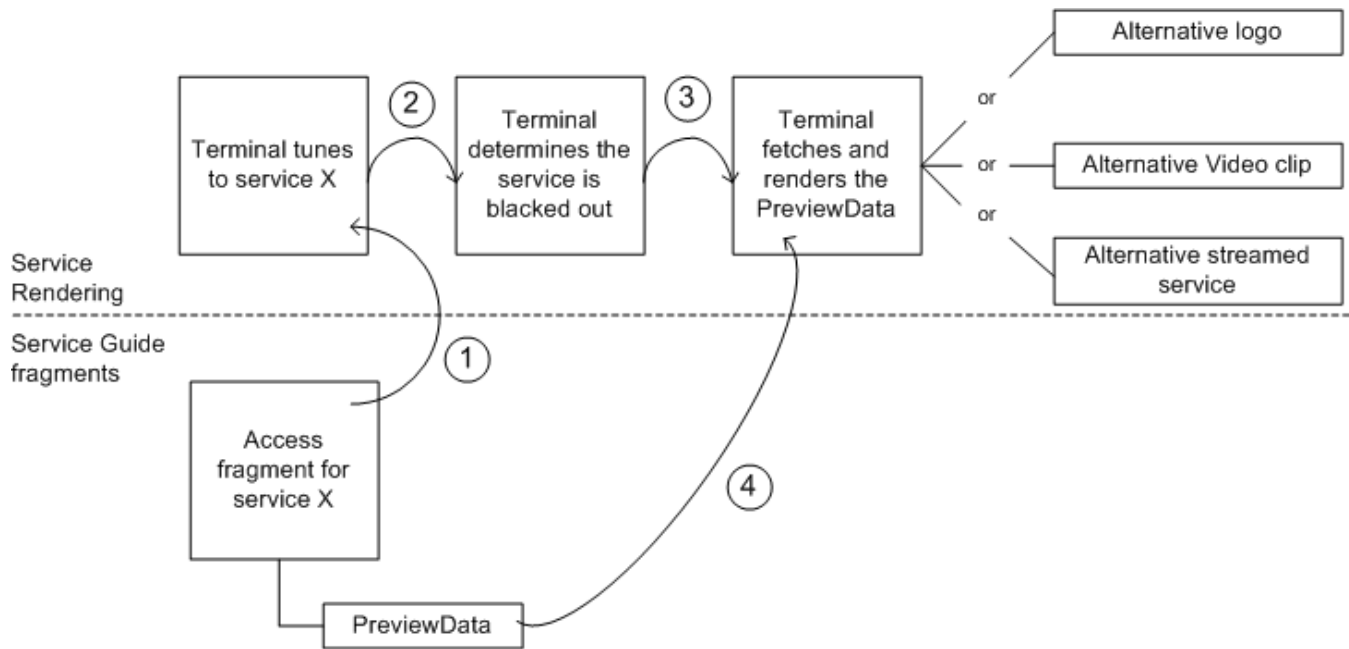 Alternative logo
or
2
3
Terminal tunes
to service X
Terminal
determines the
service is
blacked out
Terminal
fetches and
renders the
PreviewData
or
Alternative Video clip
or
Alternative streamed
service
Service
Rendering
Service Guide
fragments
1
Access
fragment for
service X
4
PreviewData